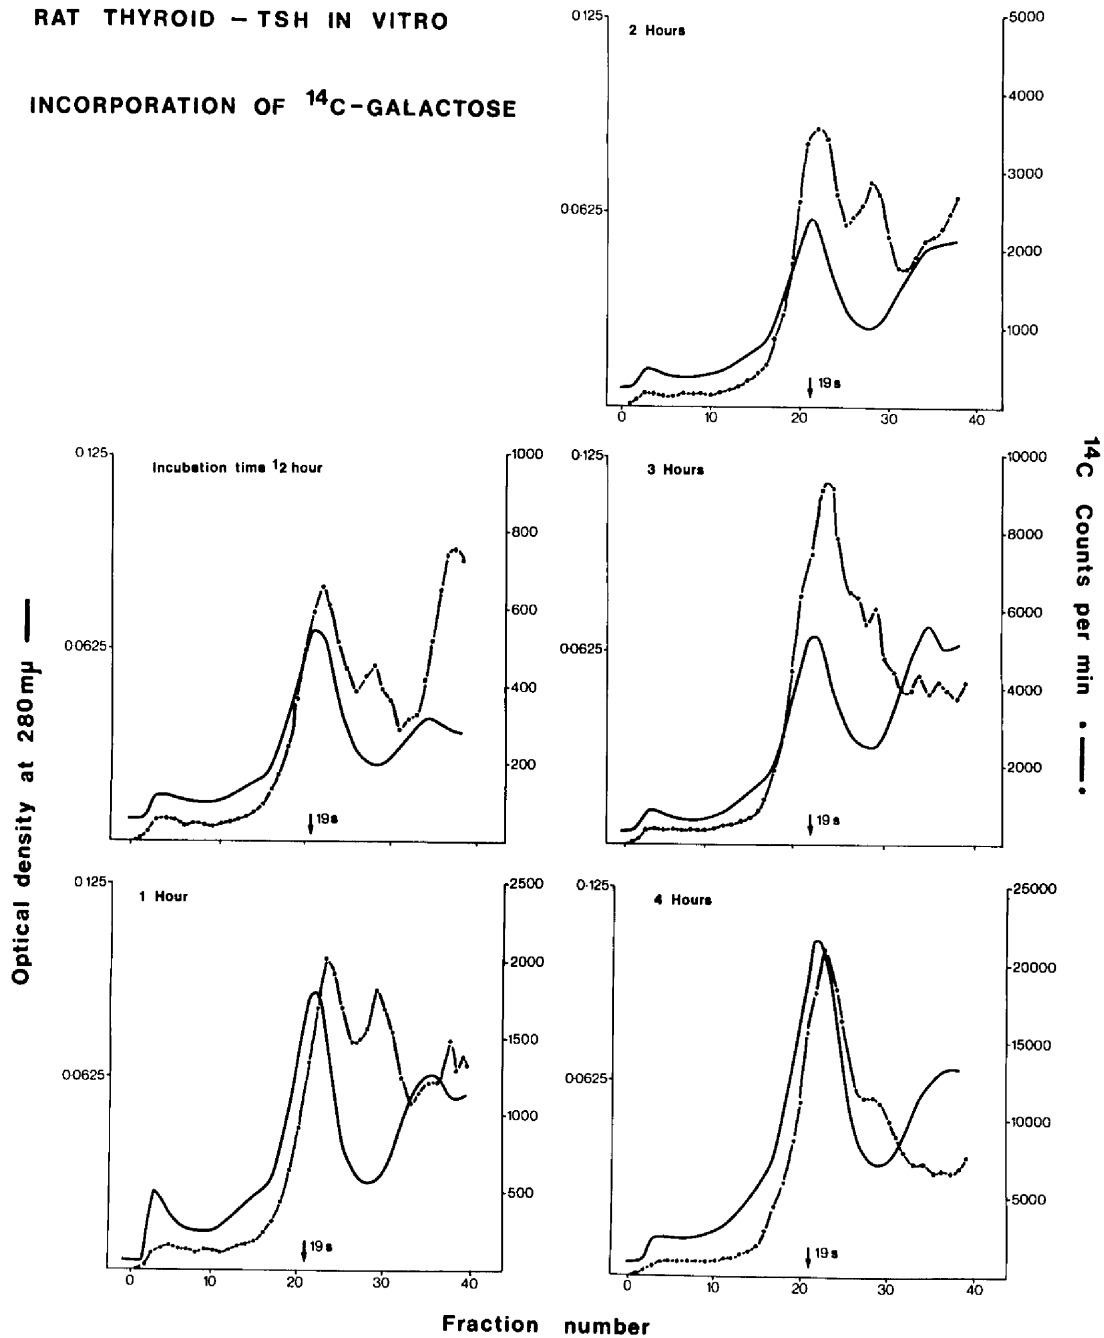 RAT THYROID – TSH IN VITRO
INCORPORATION OF 14C-GALACTOSE
2 Hours
0·125
0·0625
5000
4000
3000
2000
1000
19s
0 10 20 30 40
Incubation time 12 hour
0·125
0·0625
1000
800
600
400
200
19s
3 Hours
0·125
0·0625
10000
8000
6000
4000
2000
19s
1 Hour
0·125
0·0625
2500
2000
1500
1000
500
19s
0 10 20 30 40
4 Hours
0·125
0·0625
25000
20000
15000
10000
5000
19s
0 10 20 30 40
Optical density at 280mμ
14C Counts per min
Fraction number